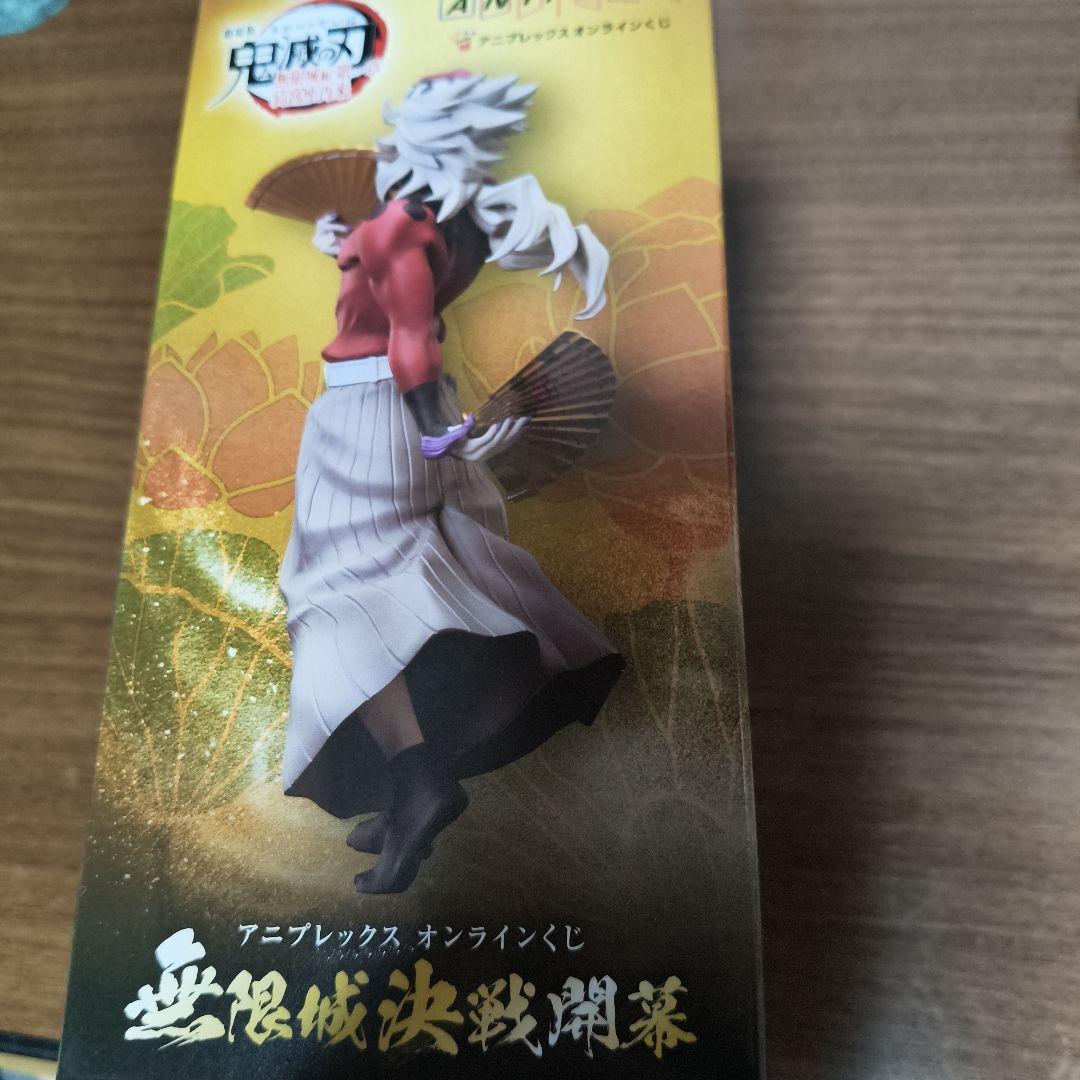 アニプレックス オンラインくじ
鬼滅の刃
アニプレックス オンラインくじ
無限城決戦開幕